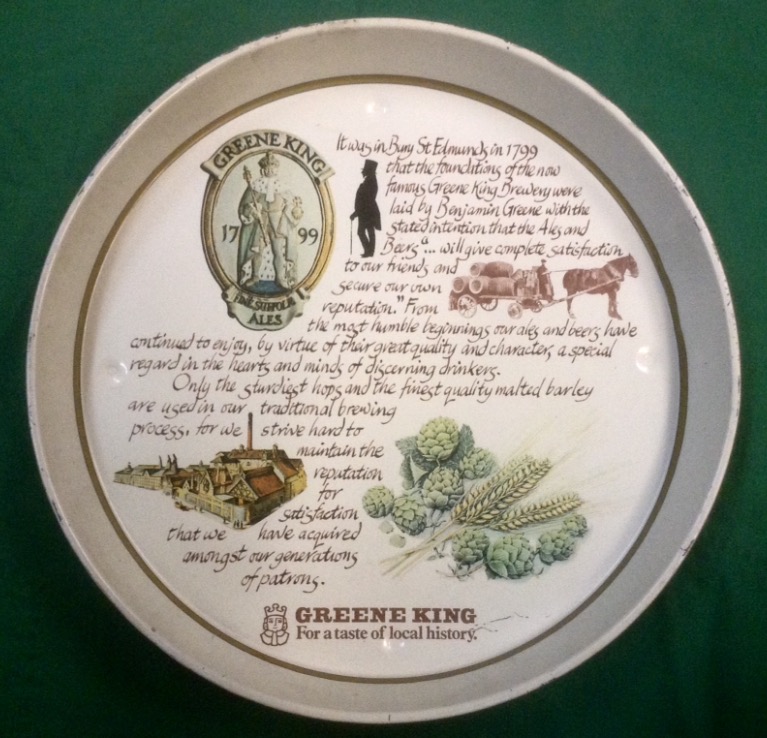 GREENE KING
17 99
FINE SUFFOLK
ALES
It was in Bury St Edmunds in 1799
that the foundations of the now
famous Greene King Brewery were
laid by Benjamin Greene with the
stated intention that the Ales and
Beers "... will give complete satisfaction
to our friends and
secure our own
reputation." From
the most humble beginnings our ales and beers have
continued to enjoy, by virtue of their great quality and character, a special
regard in the hearts and minds of discerning drinkers.
Only the sturdiest hops and the finest quality malted barley
are used in our traditional brewing
process, for we strive hard to
maintain the
reputation
for
satisfaction
that we have acquired
amongst our generations
of patrons.
GREENE KING
For a taste of local history.